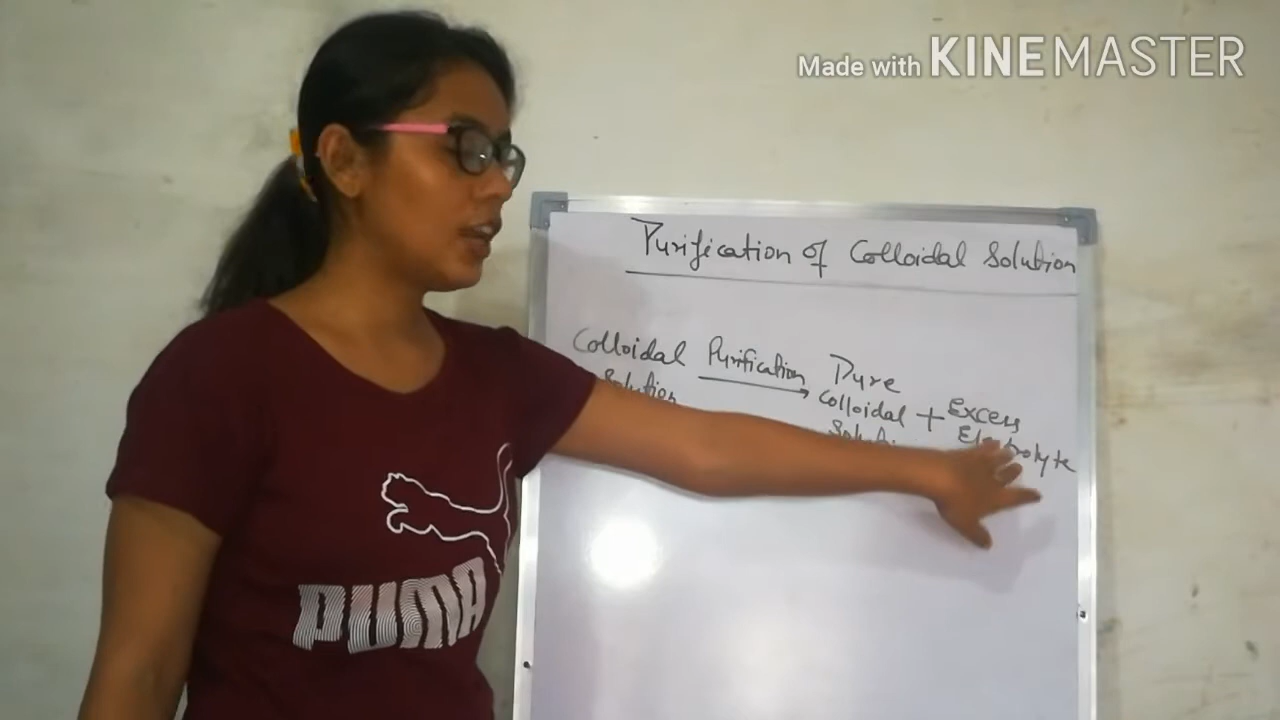 Made with KINEMASTER
Purification of Colloidal Solution
Colloidal Purification Pure
Solution colloidal + Excess
Solution Electrolyte
PUMA